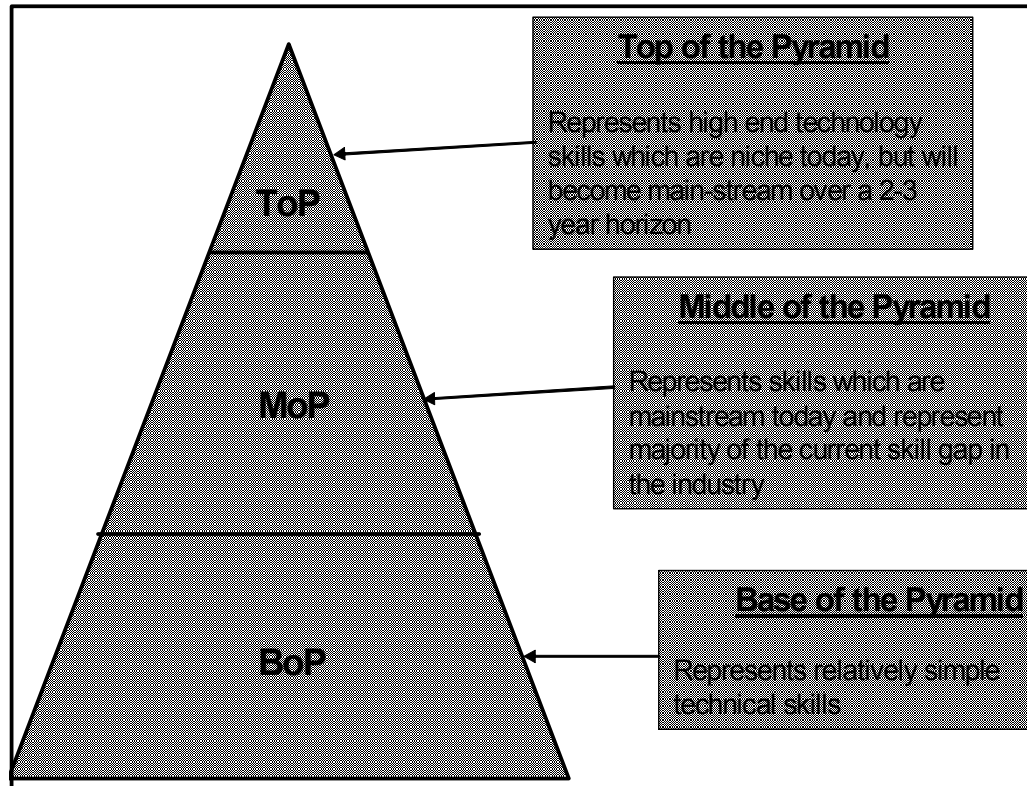 Top of the Pyramid
Represents high end technology
skills which are niche today, but will
become main-stream over a 2-3
year horizon
ToP
Middle of the Pyramid
Represents skills which are
mainstream today and represent
majority of the current skill gap in
the industry
MoP
Base of the Pyramid
Represents relatively simple
technical skills
BoP